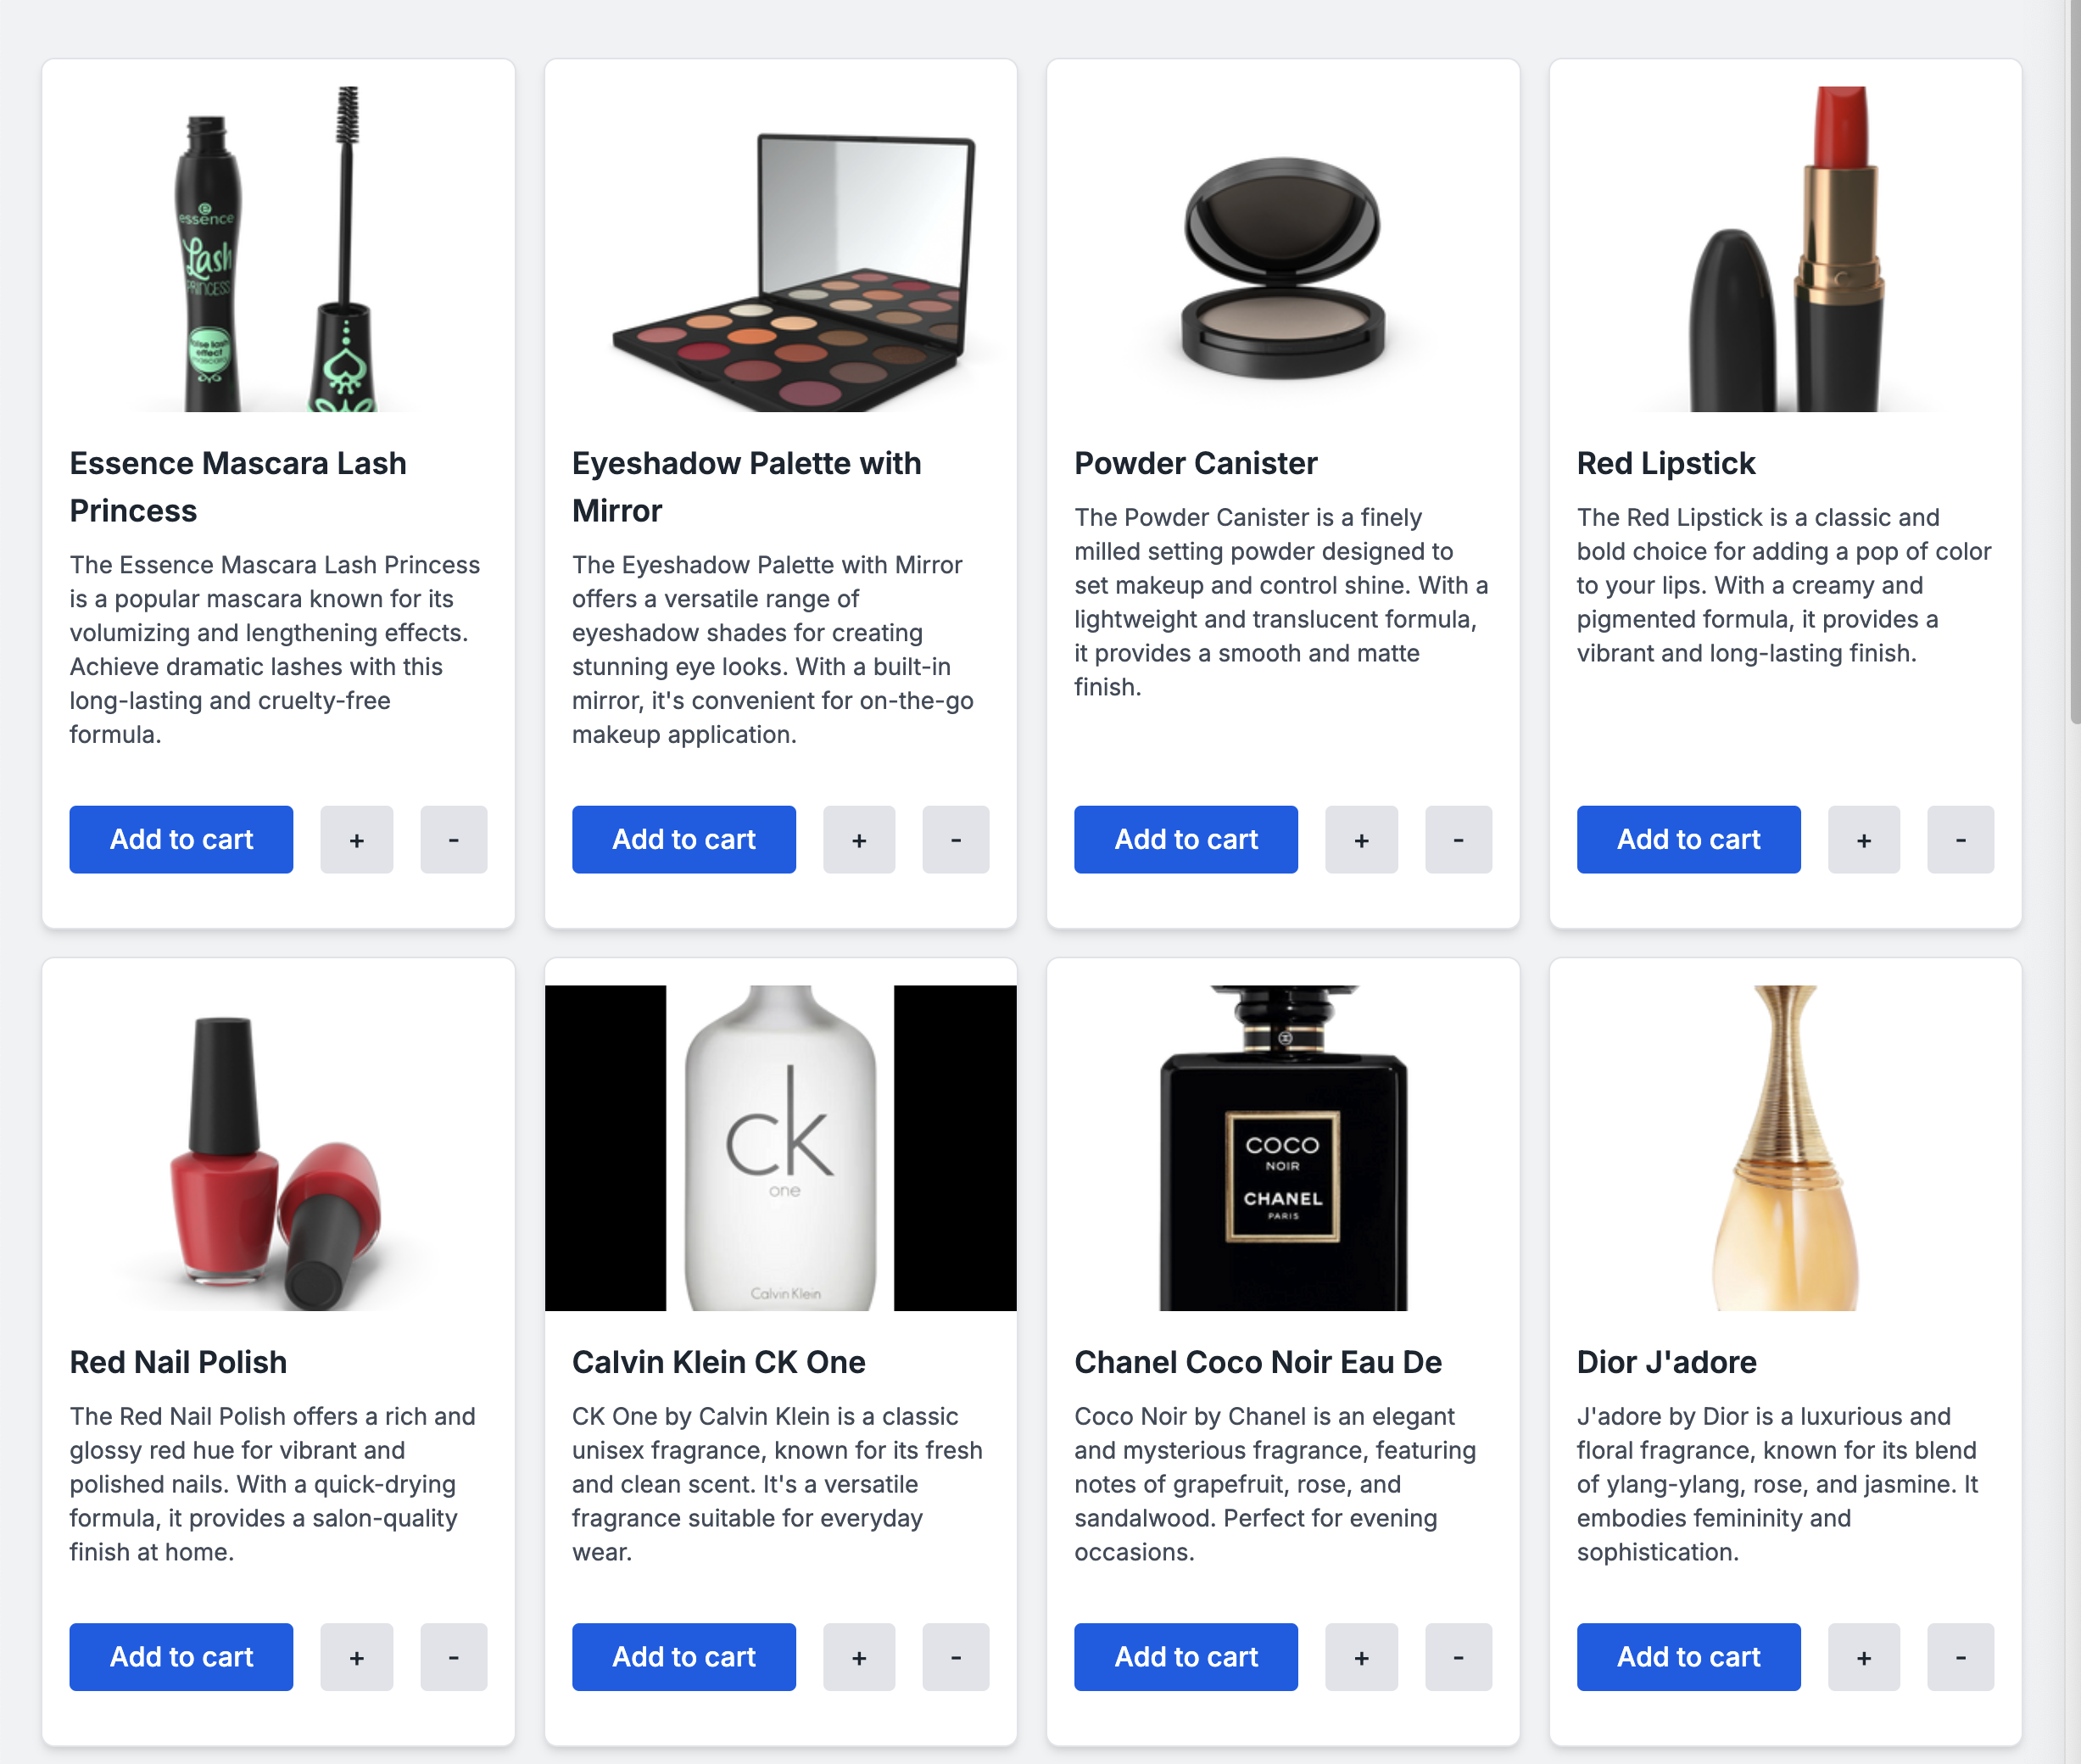 essence
Lash
PRINCESS
false lash
effect
mascara
Essence Mascara Lash
Princess
The Essence Mascara Lash Princess
is a popular mascara known for its
volumizing and lengthening effects.
Achieve dramatic lashes with this
long-lasting and cruelty-free
formula.
Add to cart
+
-
Eyeshadow Palette with
Mirror
The Eyeshadow Palette with Mirror
offers a versatile range of
eyeshadow shades for creating
stunning eye looks. With a built-in
mirror, it's convenient for on-the-go
makeup application.
Add to cart
+
-
Powder Canister
The Powder Canister is a finely
milled setting powder designed to
set makeup and control shine. With a
lightweight and translucent formula,
it provides a smooth and matte
finish.
Add to cart
+
-
Red Lipstick
The Red Lipstick is a classic and
bold choice for adding a pop of color
to your lips. With a creamy and
pigmented formula, it provides a
vibrant and long-lasting finish.
Add to cart
+
-
Red Nail Polish
The Red Nail Polish offers a rich and
glossy red hue for vibrant and
polished nails. With a quick-drying
formula, it provides a salon-quality
finish at home.
Add to cart
+
-
ck
one
Calvin Klein
Calvin Klein CK One
CK One by Calvin Klein is a classic
unisex fragrance, known for its fresh
and clean scent. It's a versatile
fragrance suitable for everyday
wear.
Add to cart
+
-
COCO
NOIR
CHANEL
PARIS
Chanel Coco Noir Eau De
Coco Noir by Chanel is an elegant
and mysterious fragrance, featuring
notes of grapefruit, rose, and
sandalwood. Perfect for evening
occasions.
Add to cart
+
-
Dior J'adore
J'adore by Dior is a luxurious and
floral fragrance, known for its blend
of ylang-ylang, rose, and jasmine. It
embodies femininity and
sophistication.
Add to cart
+
-